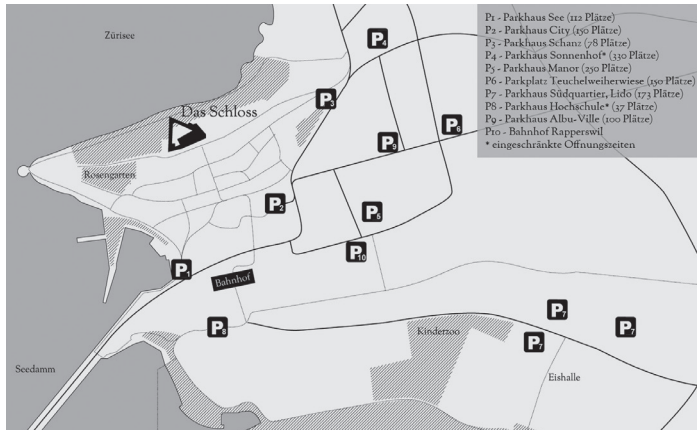 Zürisee
P4
P1 - Parkhaus See (112 Plätze)
P2 - Parkhaus City (150 Plätze)
P3 - Parkhaus Schanz (78 Plätze)
P4 - Parkhaus Sonnenhof* (330 Plätze)
P5 - Parkhaus Manor (250 Plätze)
P6 - Parkplatz Teuchelweiherwiese (150 Plätze)
P7 - Parkhaus Südquartier, Lido (173 Plätze)
P8 - Parkhaus Hochschule* (37 Plätze)
P9 - Parkhaus Albu-Ville (100 Plätze)
P10 - Bahnhof Rapperswil
* eingeschränkte Öffnungszeiten
P3
Das Schloss
P6
P9
Rosengarten
P2
P5
P10
P1
Bahnhof
P8
Kinderzoo
P7
P7
P7
Seedamm
Eishalle